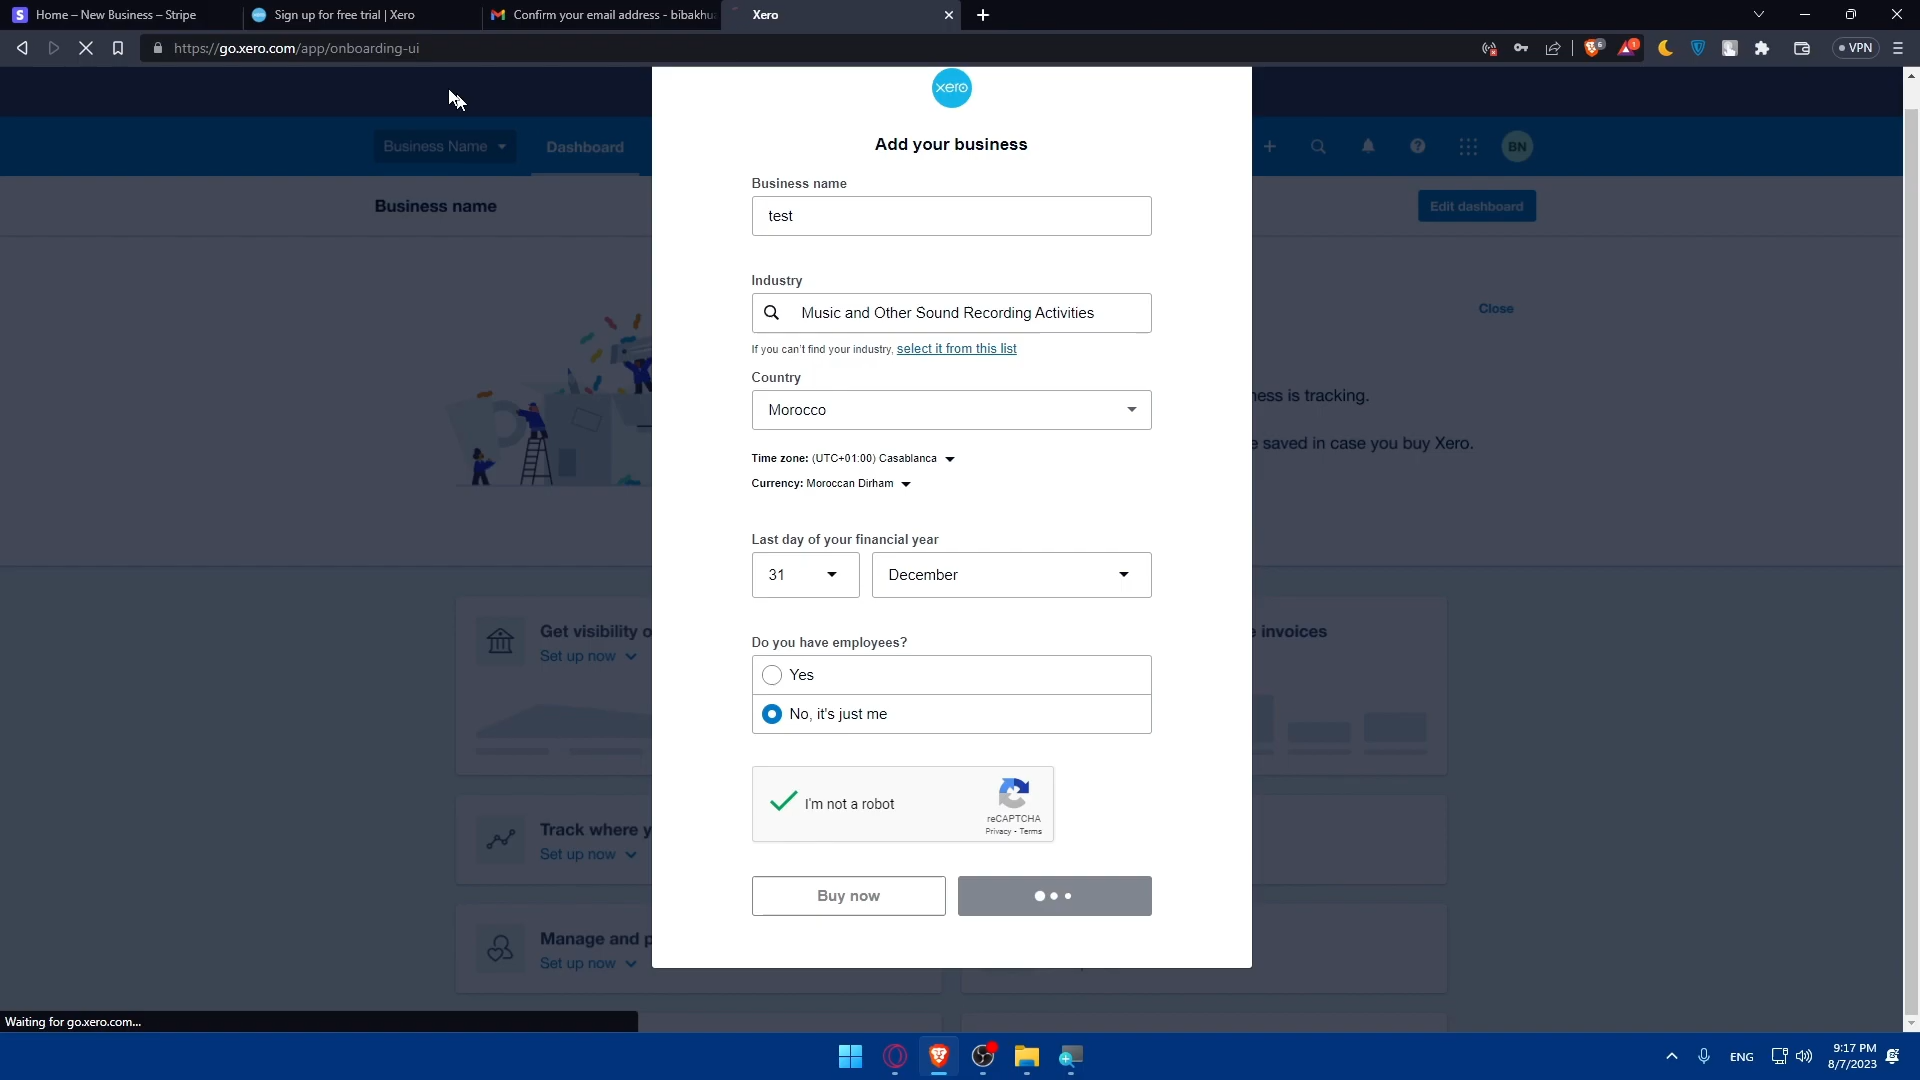 Home – New Business – Stripe
Sign up for free trial | Xero
Confirm your email address - bibakhu
Xero
https://go.xero.com/app/onboarding-ui
1
VPN
xero
Add your business
Business Name
Dashboard
BN
Business name
test
Business name
Edit dashboard
Industry
Music and Other Sound Recording Activities
Close
If you can't find your industry, select it from this list
Country
Morocco
ess is tracking.
e saved in case you buy Xero.
Time zone: (UTC+01:00) Casablanca
Currency: Moroccan Dirham
Last day of your financial year
31
December
Do you have employees?
Yes
No, it's just me
Get visibility o
Set up now
e invoices
I'm not a robot
reCAPTCHA
Privacy - Terms
Track where y
Set up now
Buy now
Manage and p
Set up now
Waiting for go.xero.com...
ENG
9:17 PM
8/7/2023